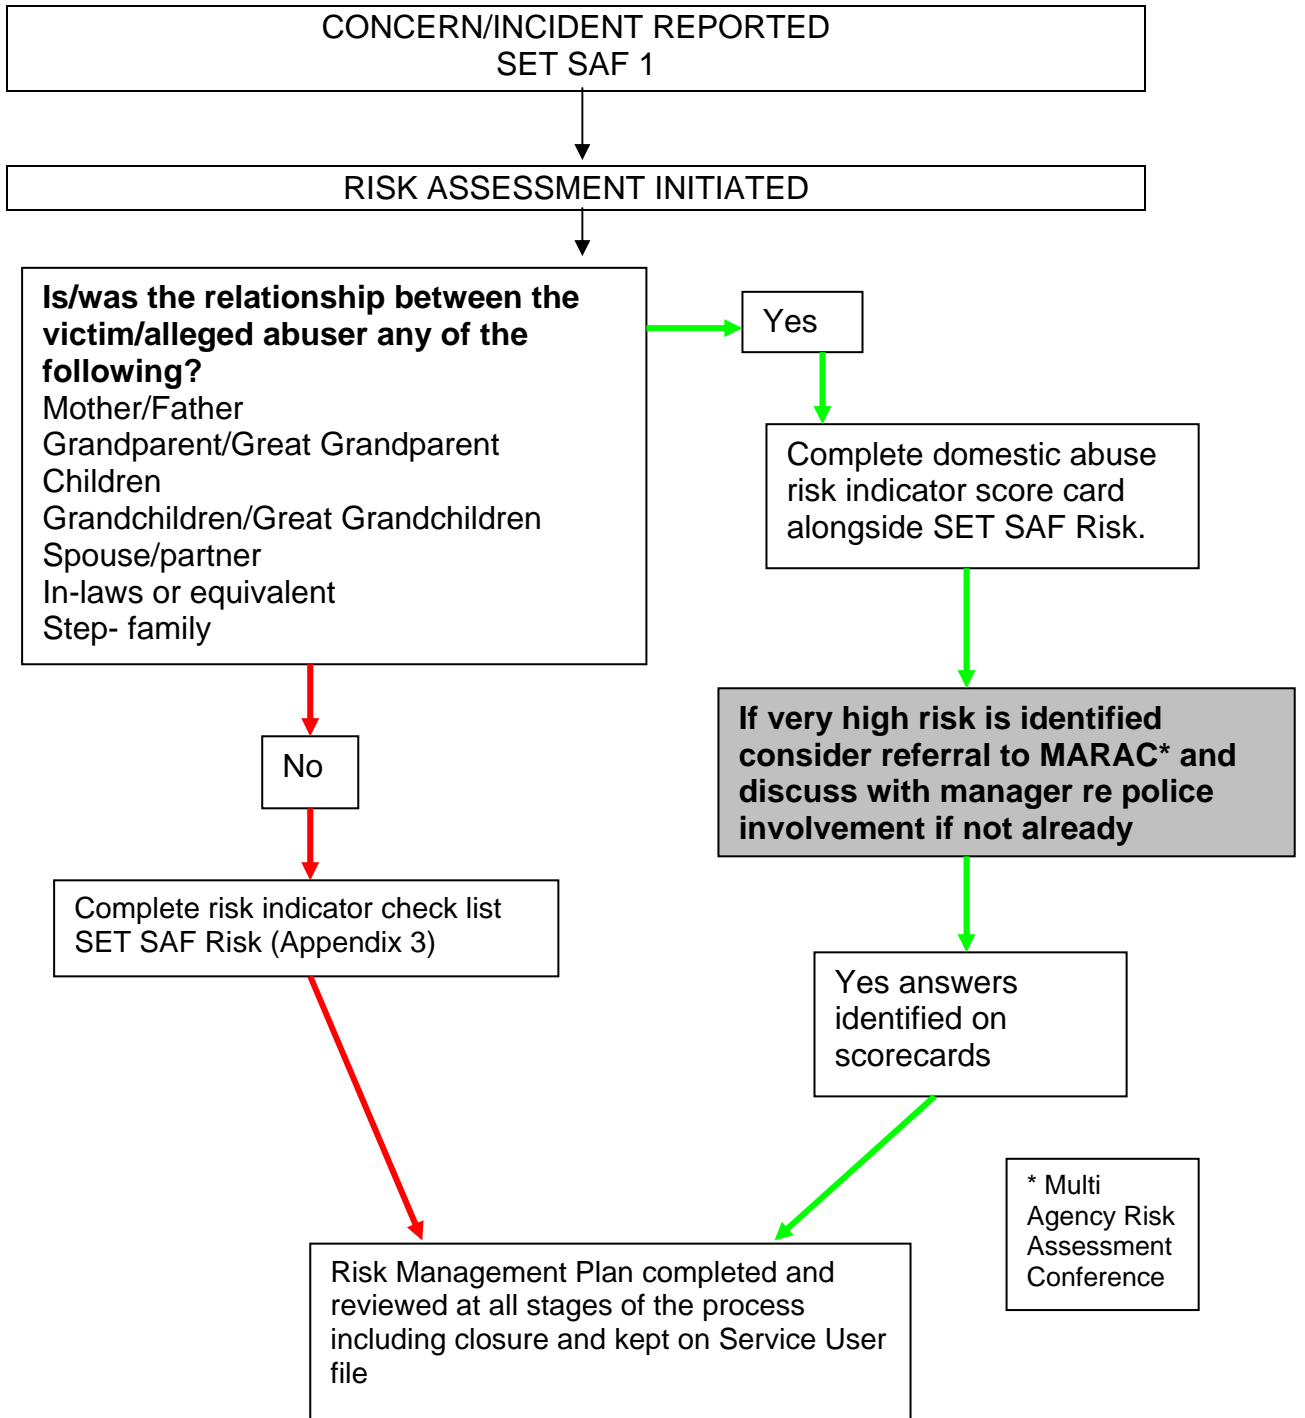 CONCERN/INCIDENT REPORTED
SET SAF 1
RISK ASSESSMENT INITIATED
Is/was the relationship between the
victim/alleged abuser any of the
following?
Mother/Father
Grandparent/Great Grandparent
Children
Grandchildren/Great Grandchildren
Spouse/partner
In-laws or equivalent
Step- family
Yes
Complete domestic abuse
risk indicator score card
alongside SET SAF Risk.
If very high risk is identified
consider referral to MARAC* and
discuss with manager re police
involvement if not already
No
Complete risk indicator check list
SET SAF Risk (Appendix 3)
Yes answers
identified on
scorecards
* Multi
Agency Risk
Assessment
Conference
Risk Management Plan completed and
reviewed at all stages of the process
including closure and kept on Service User
file